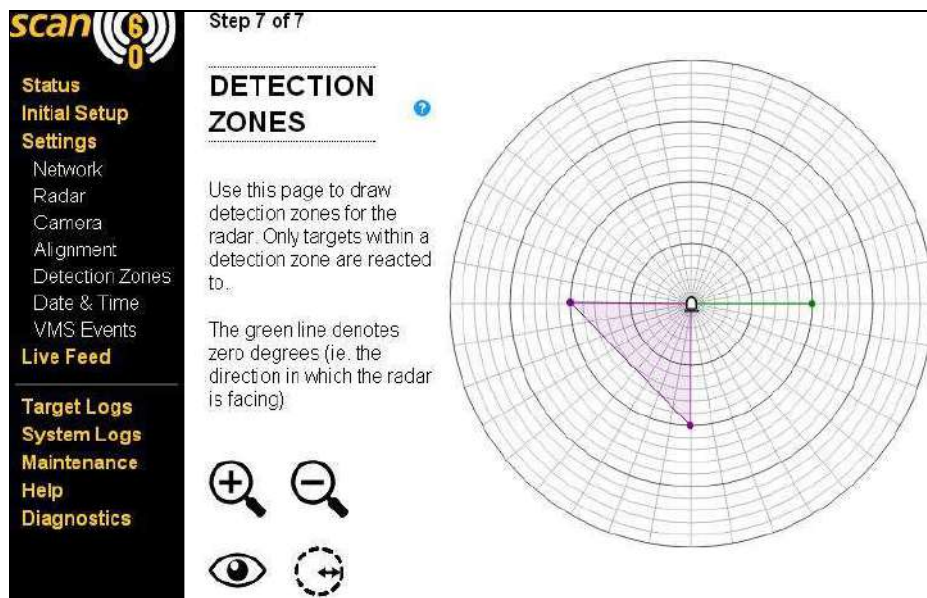 scan 60
Status
Initial Setup
Settings
Network
Radar
Camera
Alignment
Detection Zones
Date & Time
VMS Events
Live Feed
Target Logs
System Logs
Maintenance
Help
Diagnostics
Step 7 of 7
DETECTION
ZONES
?
Use this page to draw
detection zones for the
radar. Only targets within a
detection zone are reacted
to.
The green line denotes
zero degrees (ie. the
direction in which the radar
is facing)